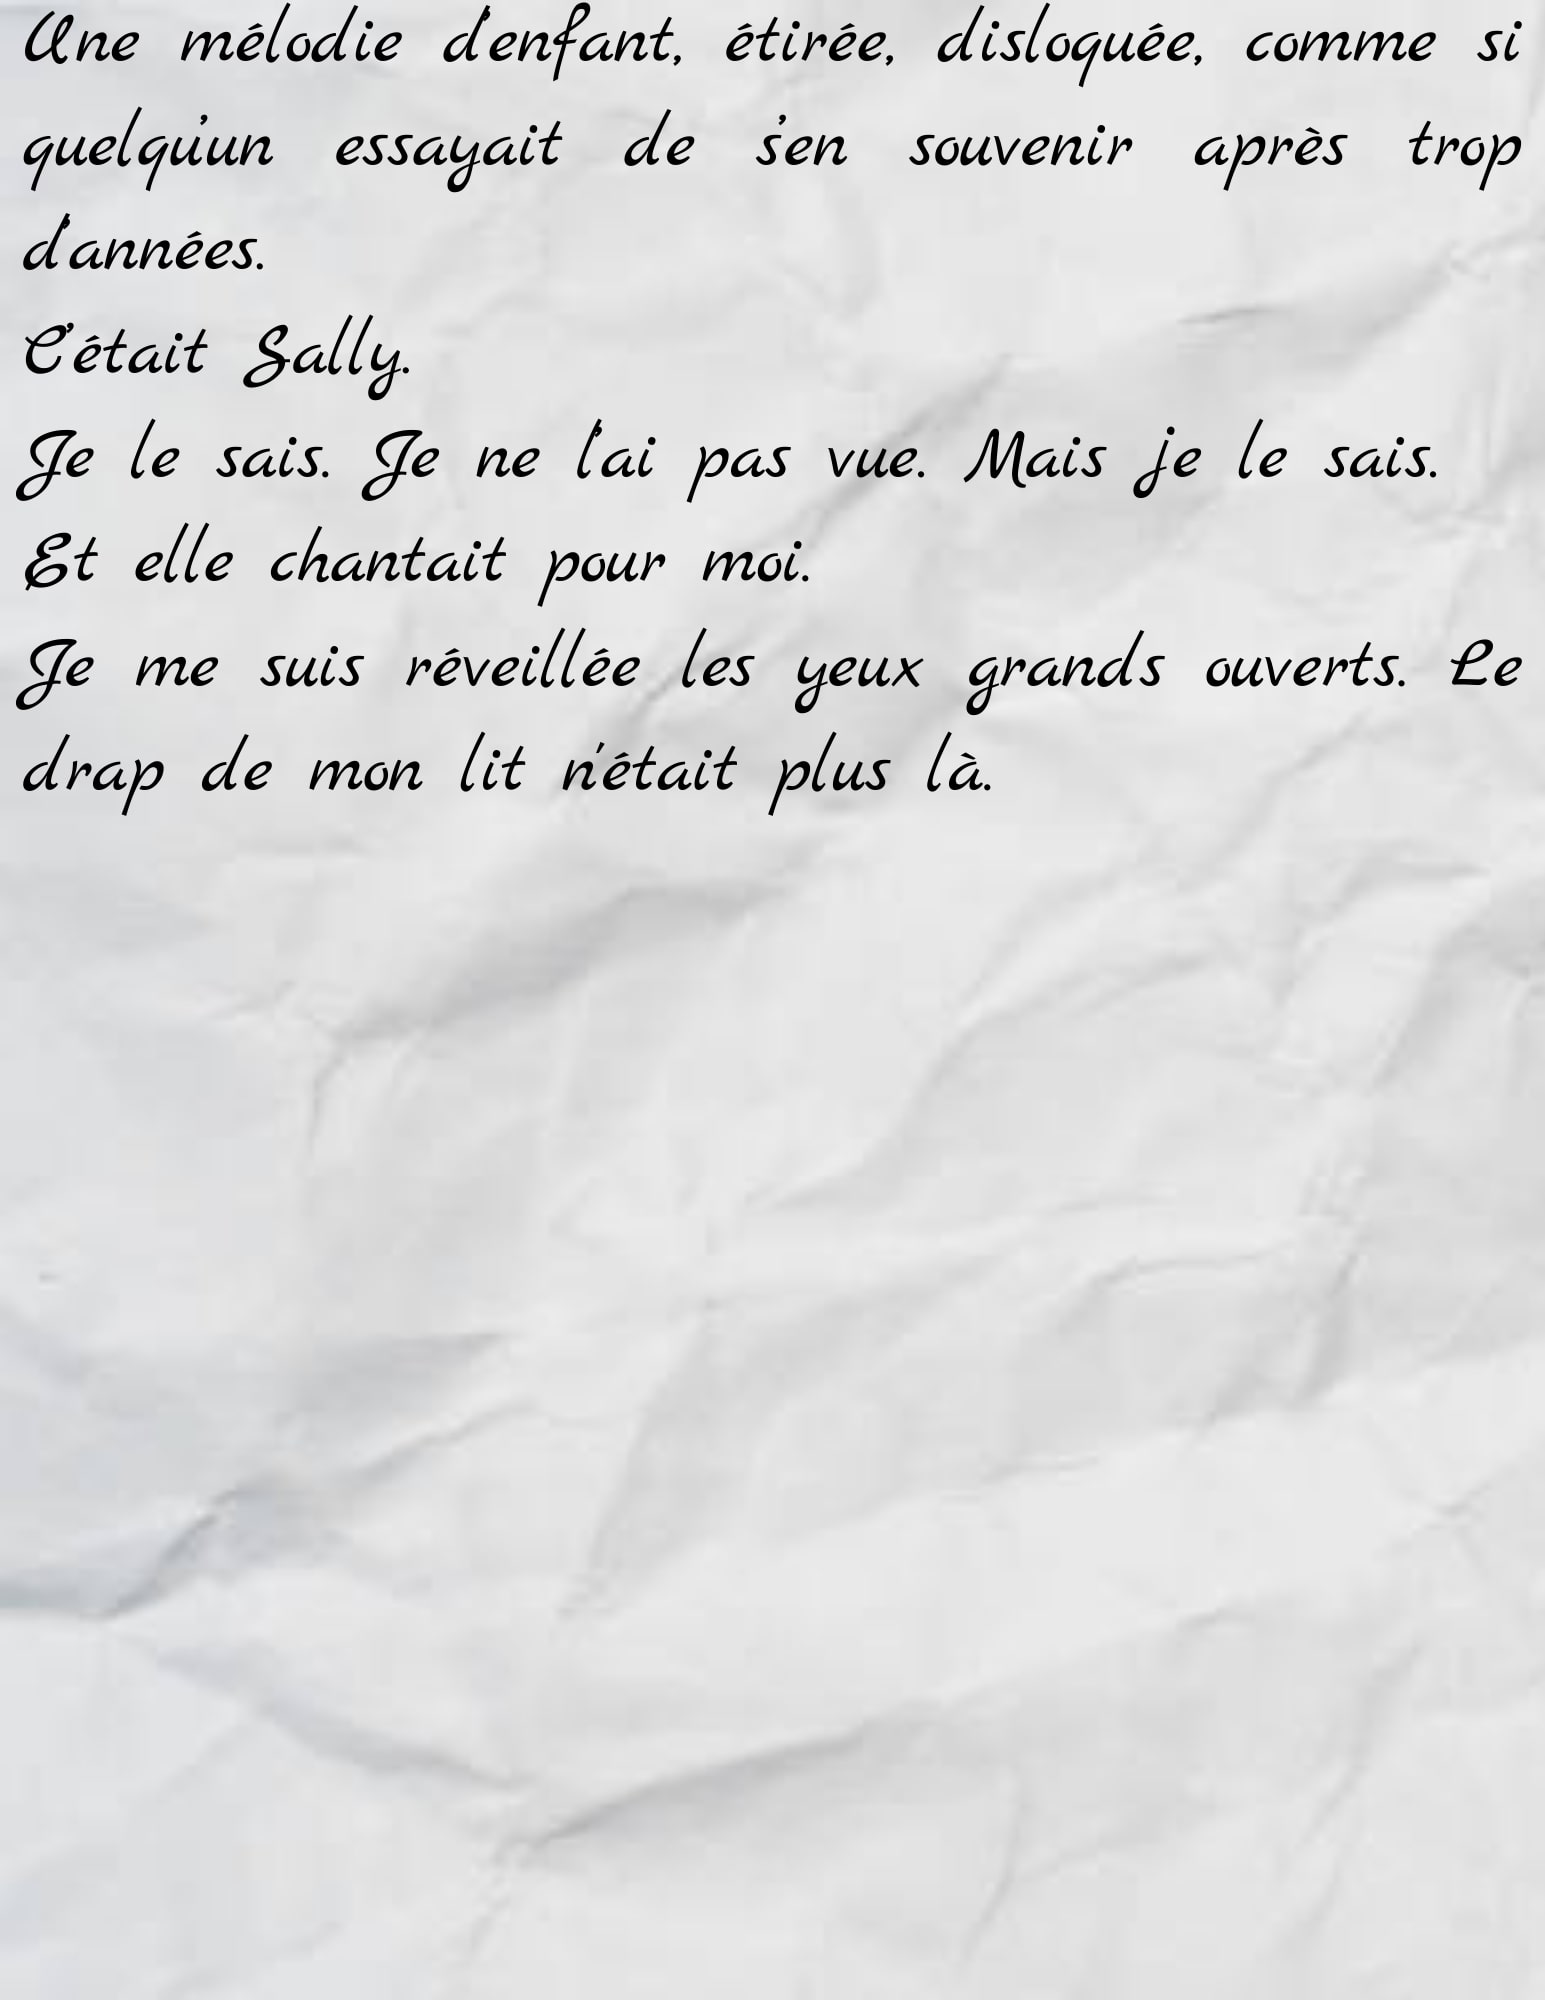 Une mélodie d'enfant, étirée, disloquée, comme si
quelqu'un essayait de s'en souvenir après trop
d'années.
C'était Sally.
Je le sais. Je ne l'ai pas vue. Mais je le sais.
Et elle chantait pour moi.
Je me suis réveillée les yeux grands ouverts. Le
drap de mon lit n'était plus là.